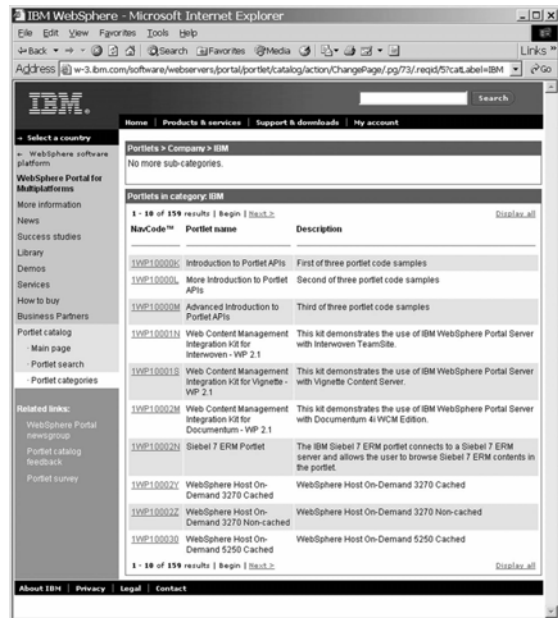 IBM WebSphere - Microsoft Internet Explorer
File Edit View Favorites Tools Help
Back Search Favorites Media Links »
Address w-3.ibm.com/software/webservers/portal/portlet/catalog/action/ChangePage/.pg/73/.reqid/5?catLabel=IBM Go
IBM®
Search
Home | Products & services | Support & downloads | My account
Select a country
WebSphere software
platform
WebSphere Portal for
Multiplatforms
More information
News
Success studies
Library
Demos
Services
How to buy
Business Partners
Portlet catalog
· Main page
· Portlet search
· Portlet categories
Related links:
WebSphere Portal
newsgroup
Portlet catalog
feedback
Portlet survey
Portlets > Company > IBM
No more sub-categories.
Portlets in category: IBM
1 - 10 of 159 results | Begin | Next > Display all
NavCode™ Portlet name Description
1WP10000K Introduction to Portlet APIs First of three portlet code samples
1WP10000L More Introduction to Portlet Second of three portlet code samples
APIs
1WP10000M Advanced Introduction to Third of three portlet code samples
Portlet APIs
1WP10001N Web Content Management This kit demonstrates the use of IBM WebSphere Portal Server
Integration Kit for with Interwoven TeamSite.
Interwoven - WP 2.1
1WP10001S Web Content Management This kit demonstrates the use of IBM WebSphere Portal Server
Integration Kit for Vignette - with Vignette Content Server.
WP 2.1
1WP10002M Web Content Management This kit demonstrates the use of IBM WebSphere Portal Server
Integration Kit for with Documentum 4i WCM Edition.
Documentum - WP 2.1
1WP10002N Siebel 7 ERM Portlet The IBM Siebel 7 ERM portlet connects to a Siebel 7 ERM
server and allows the user to browse Siebel 7 ERM contents in
the portlet.
1WP10002Y WebSphere Host On- WebSphere Host On-Demand 3270 Cached
Demand 3270 Cached
1WP10002Z WebSphere Host On- WebSphere Host On-Demand 3270 Non-cached
Demand 3270 Non-cached
1WP100030 WebSphere Host On- WebSphere Host On-Demand 5250 Cached
Demand 5250 Cached
1 - 10 of 159 results | Begin | Next > Display all
About IBM | Privacy | Legal | Contact